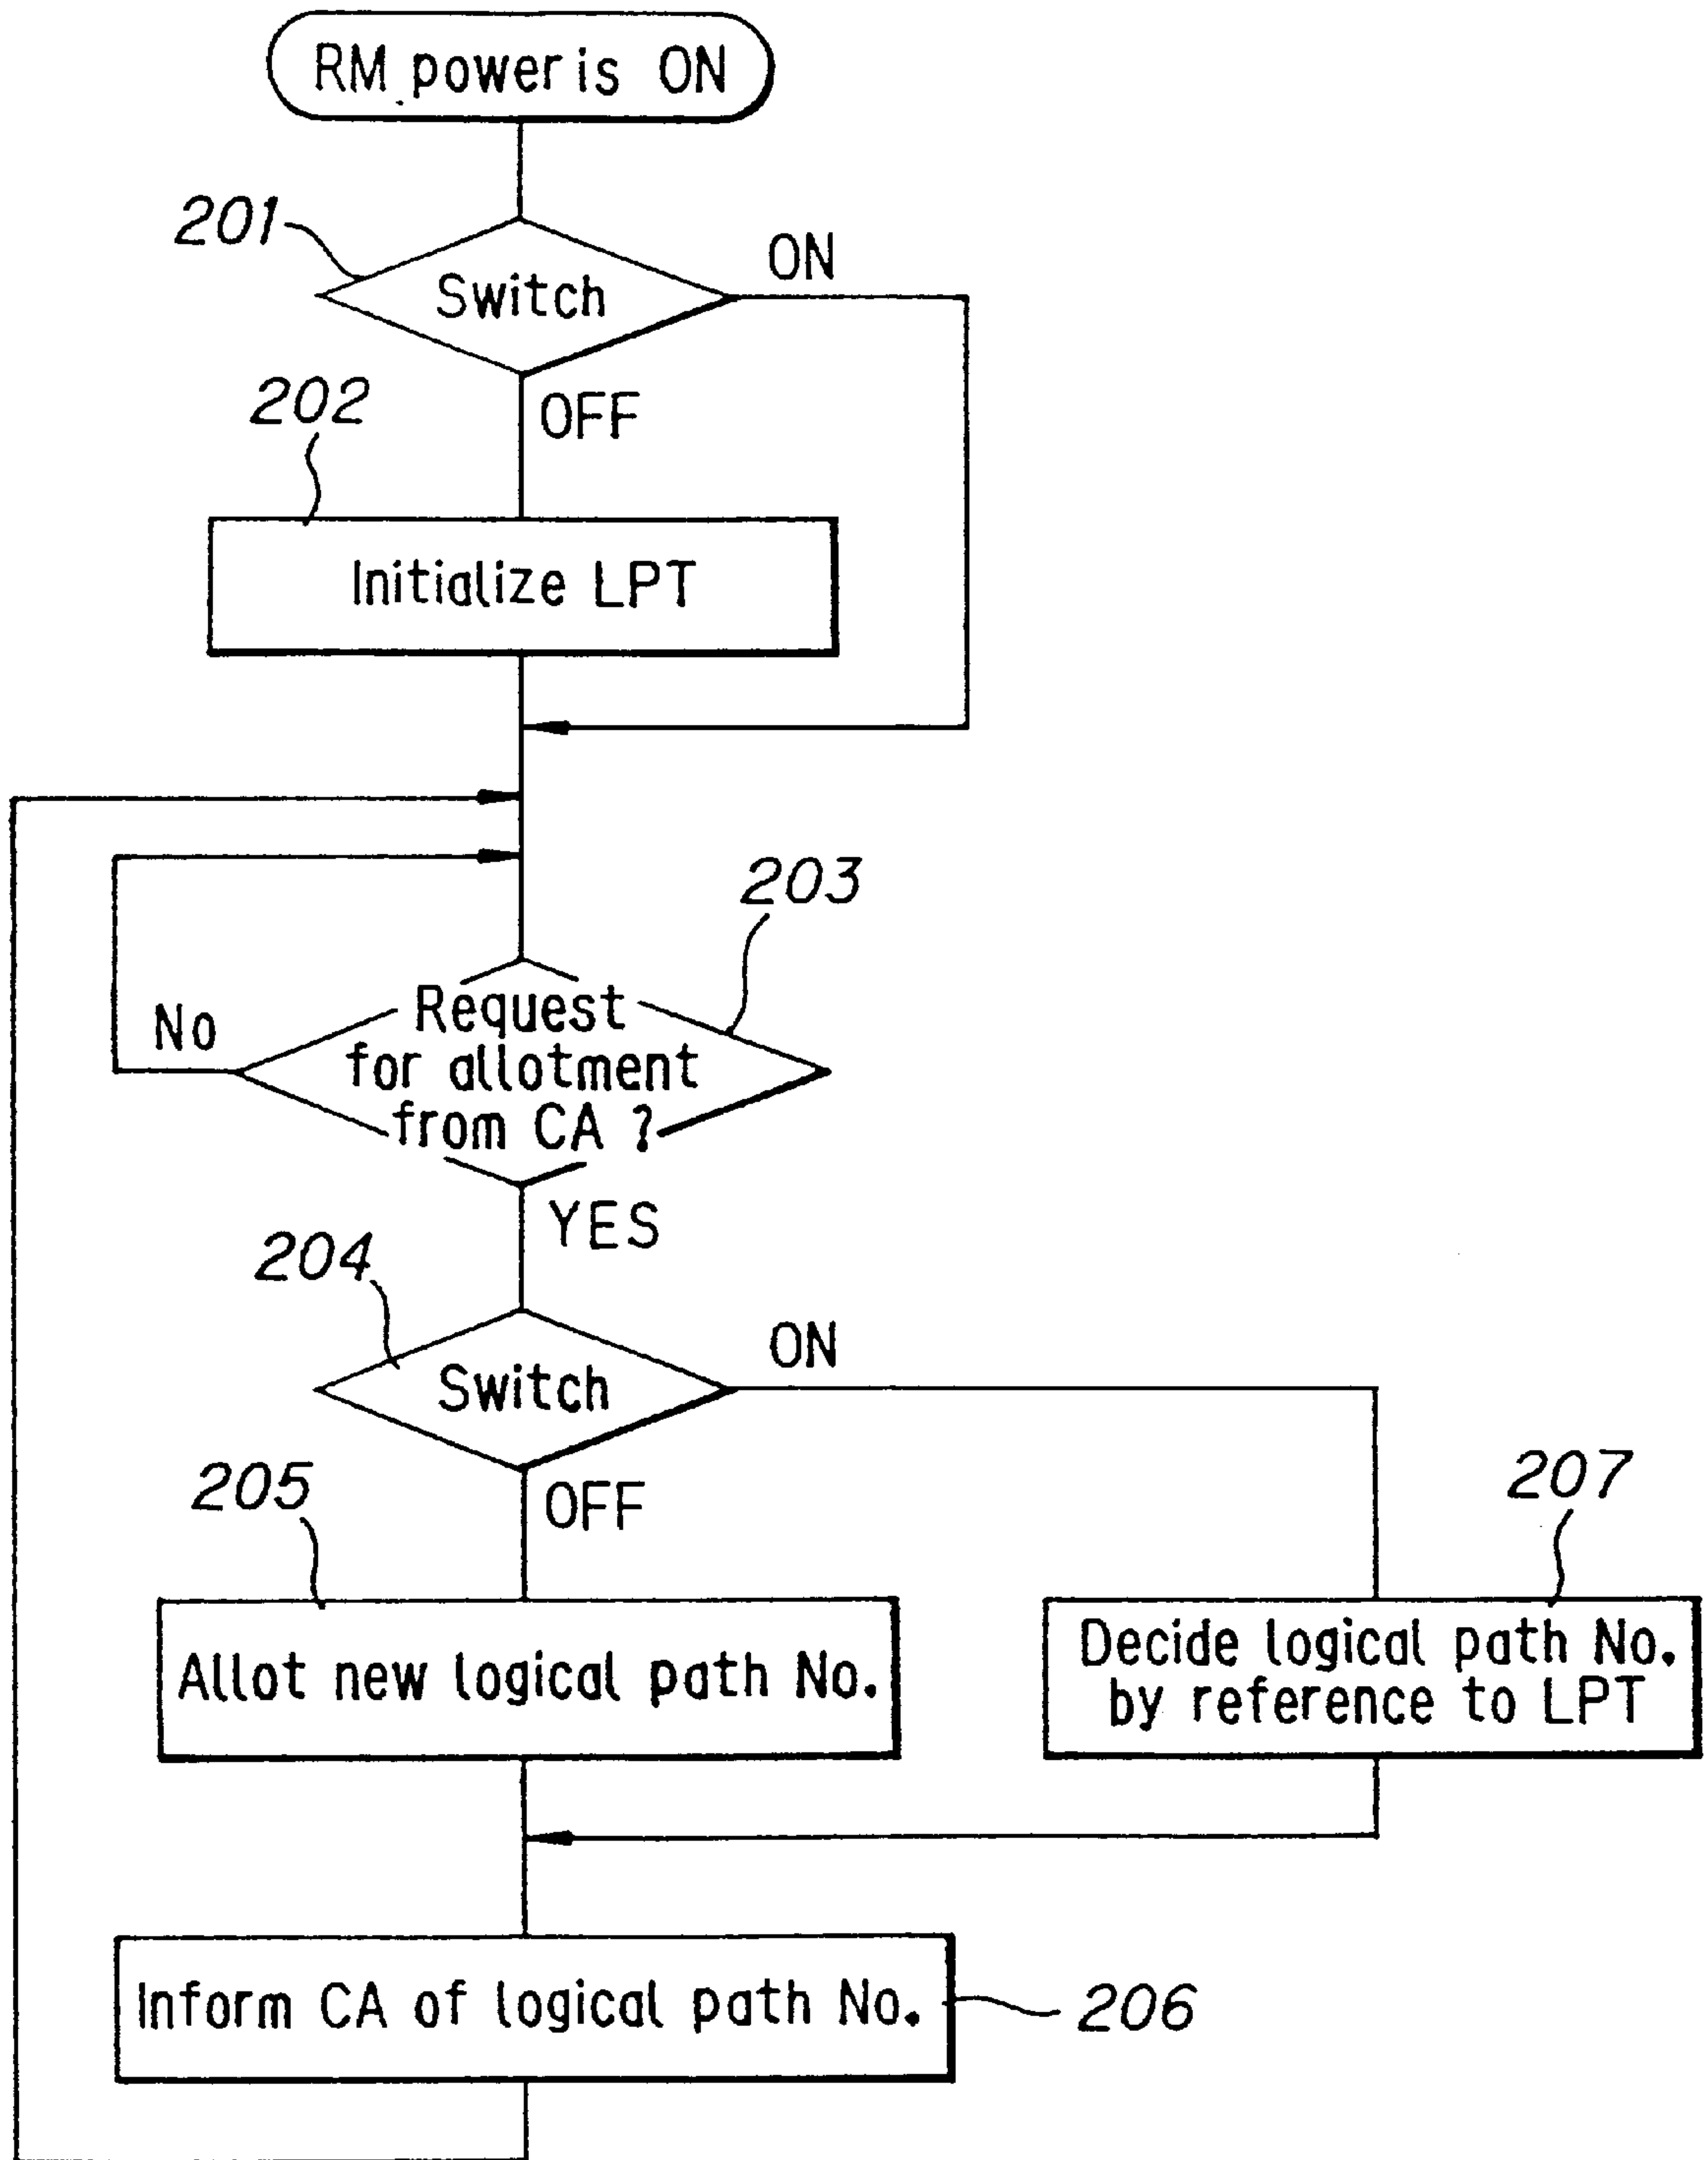 RM power is ON
201
Switch
ON
OFF
202
Initialize LPT
203
No
Request
for allotment
from CA ?
YES
204
Switch
ON
OFF
205
207
Allot new logical path No.
Decide logical path No.
by reference to LPT
Inform CA of logical path No.
206